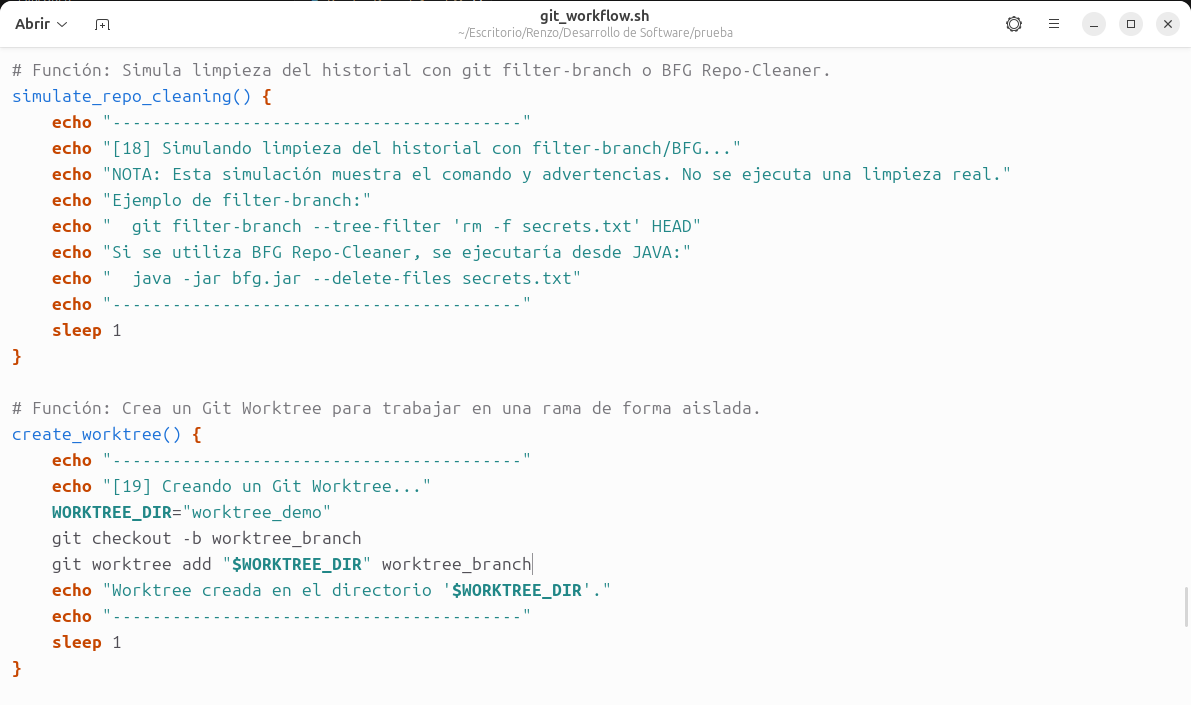 Abrir
git_workflow.sh
~/Escritorio/Renzo/Desarrollo de Software/prueba
# Función: Simula limpieza del historial con git filter-branch o BFG Repo-Cleaner.
simulate_repo_cleaning() {
    echo "-----------------------------------------"
    echo "[18] Simulando limpieza del historial con filter-branch/BFG..."
    echo "NOTA: Esta simulación muestra el comando y advertencias. No se ejecuta una limpieza real."
    echo "Ejemplo de filter-branch:"
    echo "  git filter-branch --tree-filter 'rm -f secrets.txt' HEAD"
    echo "Si se utiliza BFG Repo-Cleaner, se ejecutaría desde JAVA:"
    echo "  java -jar bfg.jar --delete-files secrets.txt"
    echo "-----------------------------------------"
    sleep 1
}
# Función: Crea un Git Worktree para trabajar en una rama de forma aislada.
create_worktree() {
    echo "-----------------------------------------"
    echo "[19] Creando un Git Worktree..."
    WORKTREE_DIR="worktree_demo"
    git checkout -b worktree_branch
    git worktree add "$WORKTREE_DIR" worktree_branch
    echo "Worktree creada en el directorio '$WORKTREE_DIR'."
    echo "-----------------------------------------"
    sleep 1
}